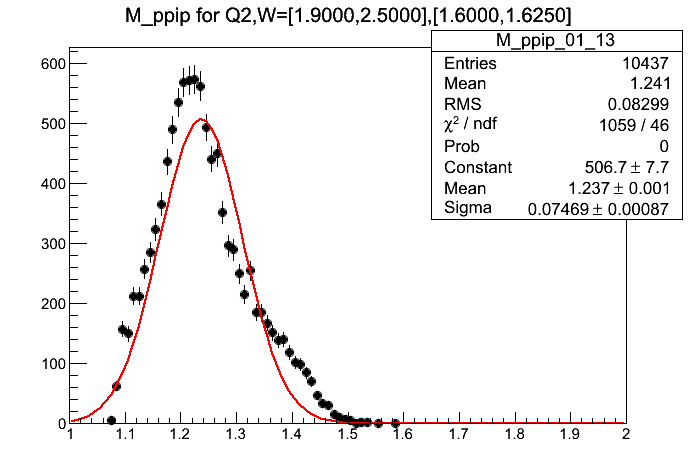 M_ppip for Q2,W=[1.9000,2.5000],[1.6000,1.6250]
M_ppip_01_13
Entries 10437
Mean 1.241
RMS 0.08299
χ² / ndf 1059 / 46
Prob 0
Constant 506.7 ± 7.7
Mean 1.237 ± 0.001
Sigma 0.07469 ± 0.00087
600
500
400
300
200
100
0
1 1.1 1.2 1.3 1.4 1.5 1.6 1.7 1.8 1.9 2